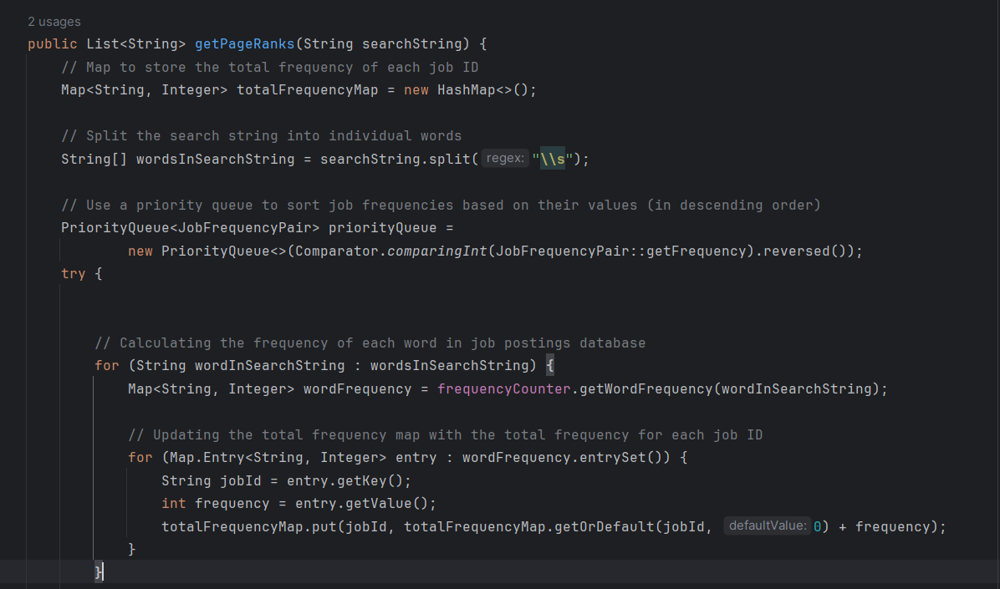 2 usages
public List<String> getPageRanks(String searchString) {
// Map to store the total frequency of each job ID
Map<String, Integer> totalFrequencyMap = new HashMap<>();
// Split the search string into individual words
String[] wordsInSearchString = searchString.split( regex: "\\s");
// Use a priority queue to sort job frequencies based on their values (in descending order)
PriorityQueue<JobFrequencyPair> priorityQueue =
new PriorityQueue<>(Comparator.comparingInt(JobFrequencyPair::getFrequency).reversed());
try {
// Calculating the frequency of each word in job postings database
for (String wordInSearchString : wordsInSearchString) {
Map<String, Integer> wordFrequency = frequencyCounter.getWordFrequency(wordInSearchString);
// Updating the total frequency map with the total frequency for each job ID
for (Map.Entry<String, Integer> entry : wordFrequency.entrySet()) {
String jobId = entry.getKey();
int frequency = entry.getValue();
totalFrequencyMap.put(jobId, totalFrequencyMap.getOrDefault(jobId, defaultValue: 0) + frequency);
}
}